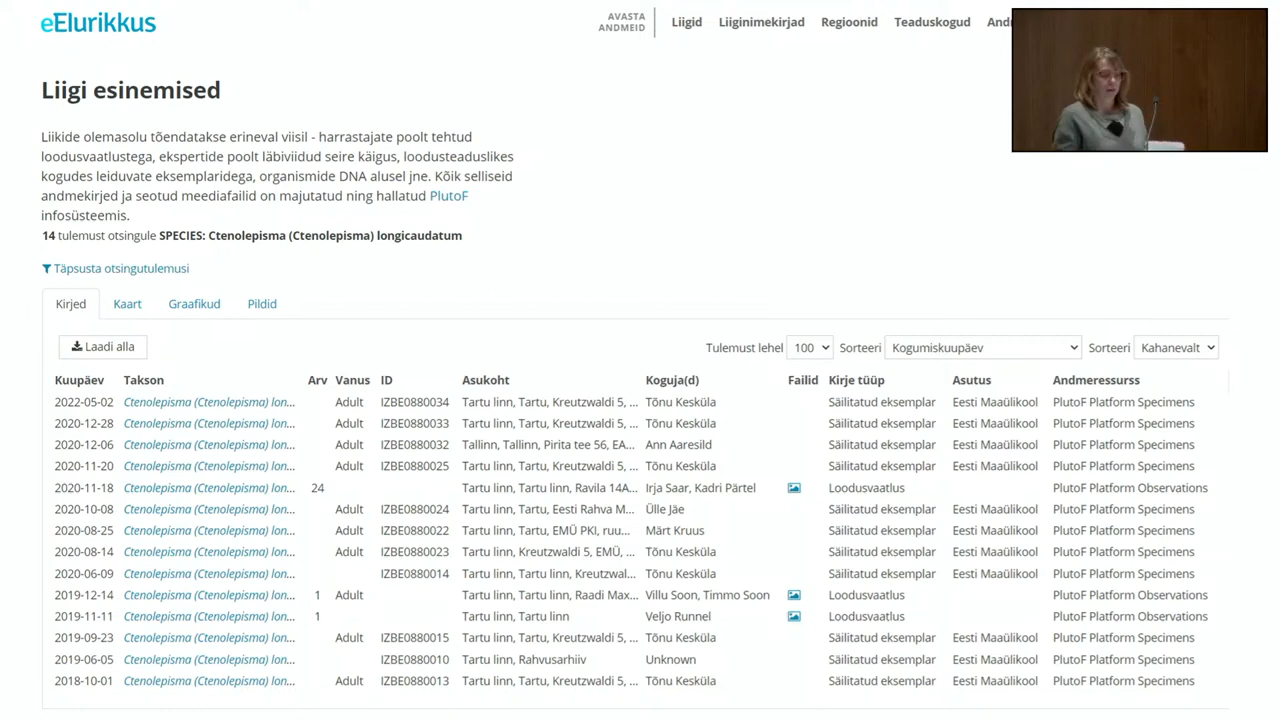 eElurikkus
AVASTA ANDMEID
Liigid Liiginimekirjad Regioonid Teaduskogud
Liigi esinemised
Liikide olemasolu tõendatakse erineval viisil - harrastajate poolt tehtud
loodusvaatlustega, ekspertide poolt läbiviidud seire käigus, loodusteaduslikes
kogudes leiduvate eksemplaridega, organismide DNA alusel jne. Kõik sellised
andmekirjed ja seotud meediafailid on majutatud ning hallatud PlutoF
infosüsteemis.
14 tulemust otsingule SPECIES: Ctenolepisma (Ctenolepisma) longicaudatum
Täpsusta otsingutulemusi
Kirjed Kaart Graafikud Pildid
Laadi alla Tulemust lehel 100 Sorteeri Kogumiskuupäev Sorteeri Kahanevalt
Kuupäev Takson Arv Vanus ID Asukoht Koguja(d) Failid Kirje tüüp Asutus Andmeressurss
2022-05-02 Ctenolepisma (Ctenolepisma) lon... Adult IZBE0880034 Tartu linn, Tartu, Kreutzwaldi 5, ... Tõnu Kesküla Säilitatud eksemplar Eesti Maaülikool PlutoF Platform Specimens
2020-12-28 Ctenolepisma (Ctenolepisma) lon... Adult IZBE0880033 Tartu linn, Tartu, Kreutzwaldi 5, ... Tõnu Kesküla Säilitatud eksemplar Eesti Maaülikool PlutoF Platform Specimens
2020-12-06 Ctenolepisma (Ctenolepisma) lon... Adult IZBE0880032 Tallinn, Tallinn, Pirita tee 56, EA... Ann Aaresild Säilitatud eksemplar Eesti Maaülikool PlutoF Platform Specimens
2020-11-20 Ctenolepisma (Ctenolepisma) lon... Adult IZBE0880025 Tartu linn, Tartu, Kreutzwaldi 5, ... Tõnu Kesküla Säilitatud eksemplar Eesti Maaülikool PlutoF Platform Specimens
2020-11-18 Ctenolepisma (Ctenolepisma) lon... 24 Tartu linn, Tartu linn, Ravila 14A... Irja Saar, Kadri Pärtel Loodusvaatlus PlutoF Platform Observations
2020-10-08 Ctenolepisma (Ctenolepisma) lon... Adult IZBE0880024 Tartu linn, Tartu, Eesti Rahva M... Ülle Jäe Säilitatud eksemplar Eesti Maaülikool PlutoF Platform Specimens
2020-08-25 Ctenolepisma (Ctenolepisma) lon... Adult IZBE0880022 Tartu linn, Tartu, EMÜ PKI, ruu... Märt Kruus Säilitatud eksemplar Eesti Maaülikool PlutoF Platform Specimens
2020-08-14 Ctenolepisma (Ctenolepisma) lon... Adult IZBE0880023 Tartu linn, Kreutzwaldi 5, EMÜ, ... Tõnu Kesküla Säilitatud eksemplar Eesti Maaülikool PlutoF Platform Specimens
2020-06-09 Ctenolepisma (Ctenolepisma) lon... IZBE0880014 Tartu linn, Tartu linn, Kreutzwal... Tõnu Kesküla Säilitatud eksemplar Eesti Maaülikool PlutoF Platform Specimens
2019-12-14 Ctenolepisma (Ctenolepisma) lon... 1 Adult Tartu linn, Tartu linn, Raadi Max... Villu Soon, Timmo Soon Loodusvaatlus PlutoF Platform Observations
2019-11-11 Ctenolepisma (Ctenolepisma) lon... 1 Tartu linn, Tartu linn Veljo Runnel Loodusvaatlus PlutoF Platform Observations
2019-09-23 Ctenolepisma (Ctenolepisma) lon... Adult IZBE0880015 Tartu linn, Tartu, Kreutzwaldi 5, ... Tõnu Kesküla Säilitatud eksemplar Eesti Maaülikool PlutoF Platform Specimens
2019-06-05 Ctenolepisma (Ctenolepisma) lon... IZBE0880010 Tartu linn, Rahvusarhiiv Unknown Säilitatud eksemplar Eesti Maaülikool PlutoF Platform Specimens
2018-10-01 Ctenolepisma (Ctenolepisma) lon... Adult IZBE0880013 Tartu linn, Tartu, Kreutzwaldi 5, ... Tõnu Kesküla Säilitatud eksemplar Eesti Maaülikool PlutoF Platform Specimens